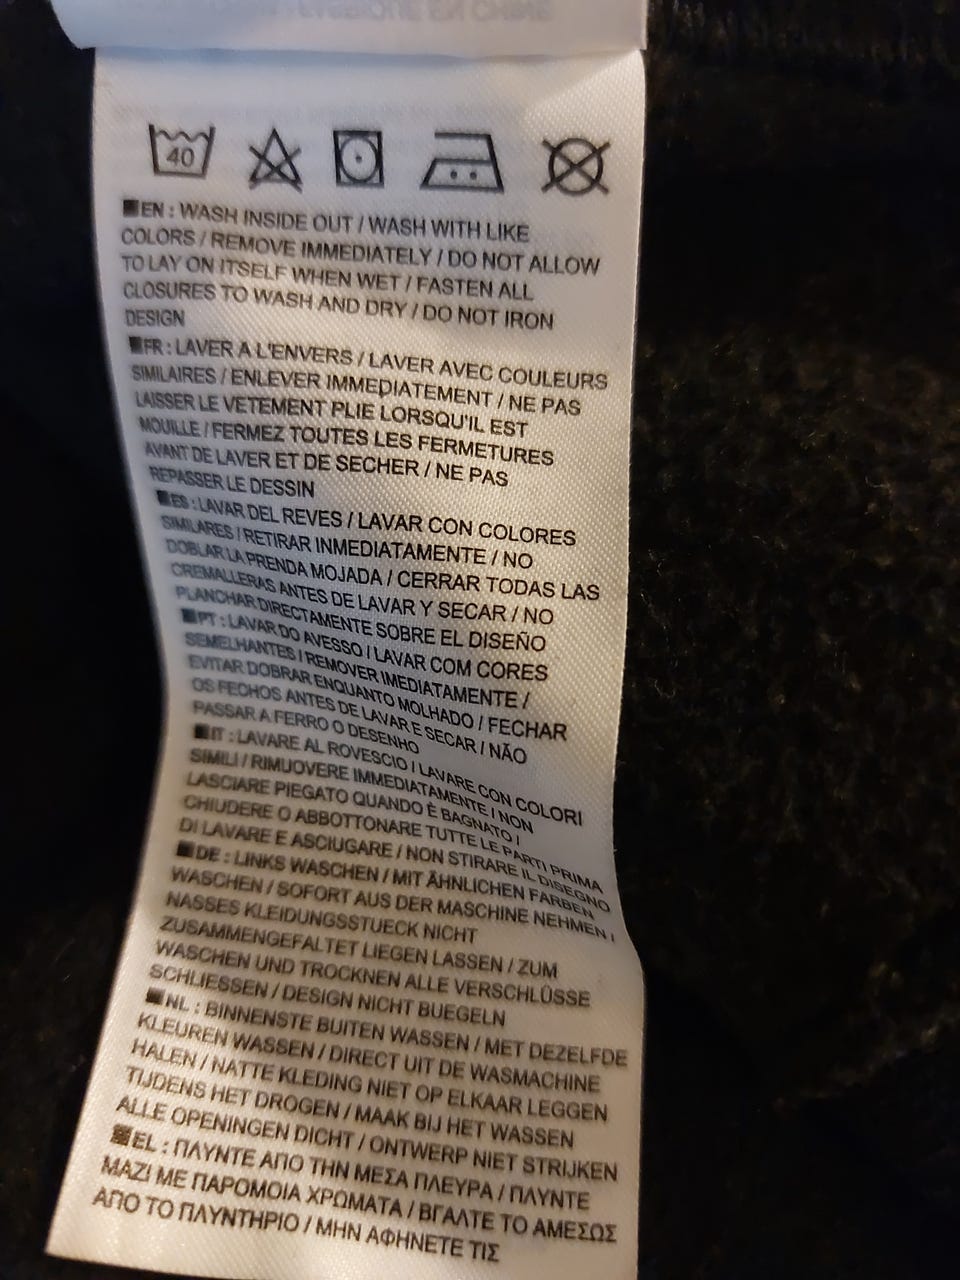 40
EN : WASH INSIDE OUT / WASH WITH LIKE
COLORS / REMOVE IMMEDIATELY / DO NOT ALLOW
TO LAY ON ITSELF WHEN WET / FASTEN ALL
CLOSURES TO WASH AND DRY / DO NOT IRON
DESIGN
FR : LAVER A L'ENVERS / LAVER AVEC COULEURS
SIMILAIRES / ENLEVER IMMEDIATEMENT / NE PAS
LAISSER LE VETEMENT PLIE LORSQU'IL EST
MOUILLE / FERMEZ TOUTES LES FERMETURES
AVANT DE LAVER ET DE SECHER / NE PAS
REPASSER LE DESSIN
ES : LAVAR DEL REVES / LAVAR CON COLORES
SIMILARES / RETIRAR INMEDIATAMENTE / NO
DOBLAR LA PRENDA MOJADA / CERRAR TODAS LAS
CREMALLERAS ANTES DE LAVAR Y SECAR / NO
PLANCHAR DIRECTAMENTE SOBRE EL DISEÑO
PT : LAVAR DO AVESSO / LAVAR COM CORES
SEMELHANTES / REMOVER IMEDIATAMENTE /
EVITAR DOBRAR ENQUANTO MOLHADO / FECHAR
OS FECHOS ANTES DE LAVAR E SECAR / NÃO
PASSAR A FERRO O DESENHO
IT : LAVARE AL ROVESCIO / LAVARE CON COLORI
SIMILI / RIMUOVERE IMMEDIATAMENTE / NON
LASCIARE PIEGATO QUANDO È BAGNATO /
CHIUDERE O ABBOTTONARE TUTTE LE PARTI PRIMA
DI LAVARE E ASCIUGARE / NON STIRARE IL DISEGNO
DE : LINKS WASCHEN / MIT ÄHNLICHEN FARBEN
WASCHEN / SOFORT AUS DER MASCHINE NEHMEN /
NASSES KLEIDUNGSSTUECK NICHT
ZUSAMMENGEFALTET LIEGEN LASSEN / ZUM
WASCHEN UND TROCKNEN ALLE VERSCHLÜSSE
SCHLIESSEN / DESIGN NICHT BUEGELN
NL : BINNENSTE BUITEN WASSEN / MET DEZELFDE
KLEUREN WASSEN / DIRECT UIT DE WASMACHINE
HALEN / NATTE KLEDING NIET OP ELKAAR LEGGEN
TIJDENS HET DROGEN / MAAK BIJ HET WASSEN
ALLE OPENINGEN DICHT / ONTWERP NIET STRIJKEN
EL : ΠΛΥΝΤΕ ΑΠΟ ΤΗΝ ΜΕΣΑ ΠΛΕΥΡΑ / ΠΛΥΝΤΕ
ΜΑΖΙ ΜΕ ΠΑΡΟΜΟΙΑ ΧΡΩΜΑΤΑ / ΒΓΑΛΤΕ ΤΟ ΑΜΕΣΩΣ
ΑΠΟ ΤΟ ΠΛΥΝΤΗΡΙΟ / ΜΗΝ ΑΦΗΝΕΤΕ ΤΙΣ